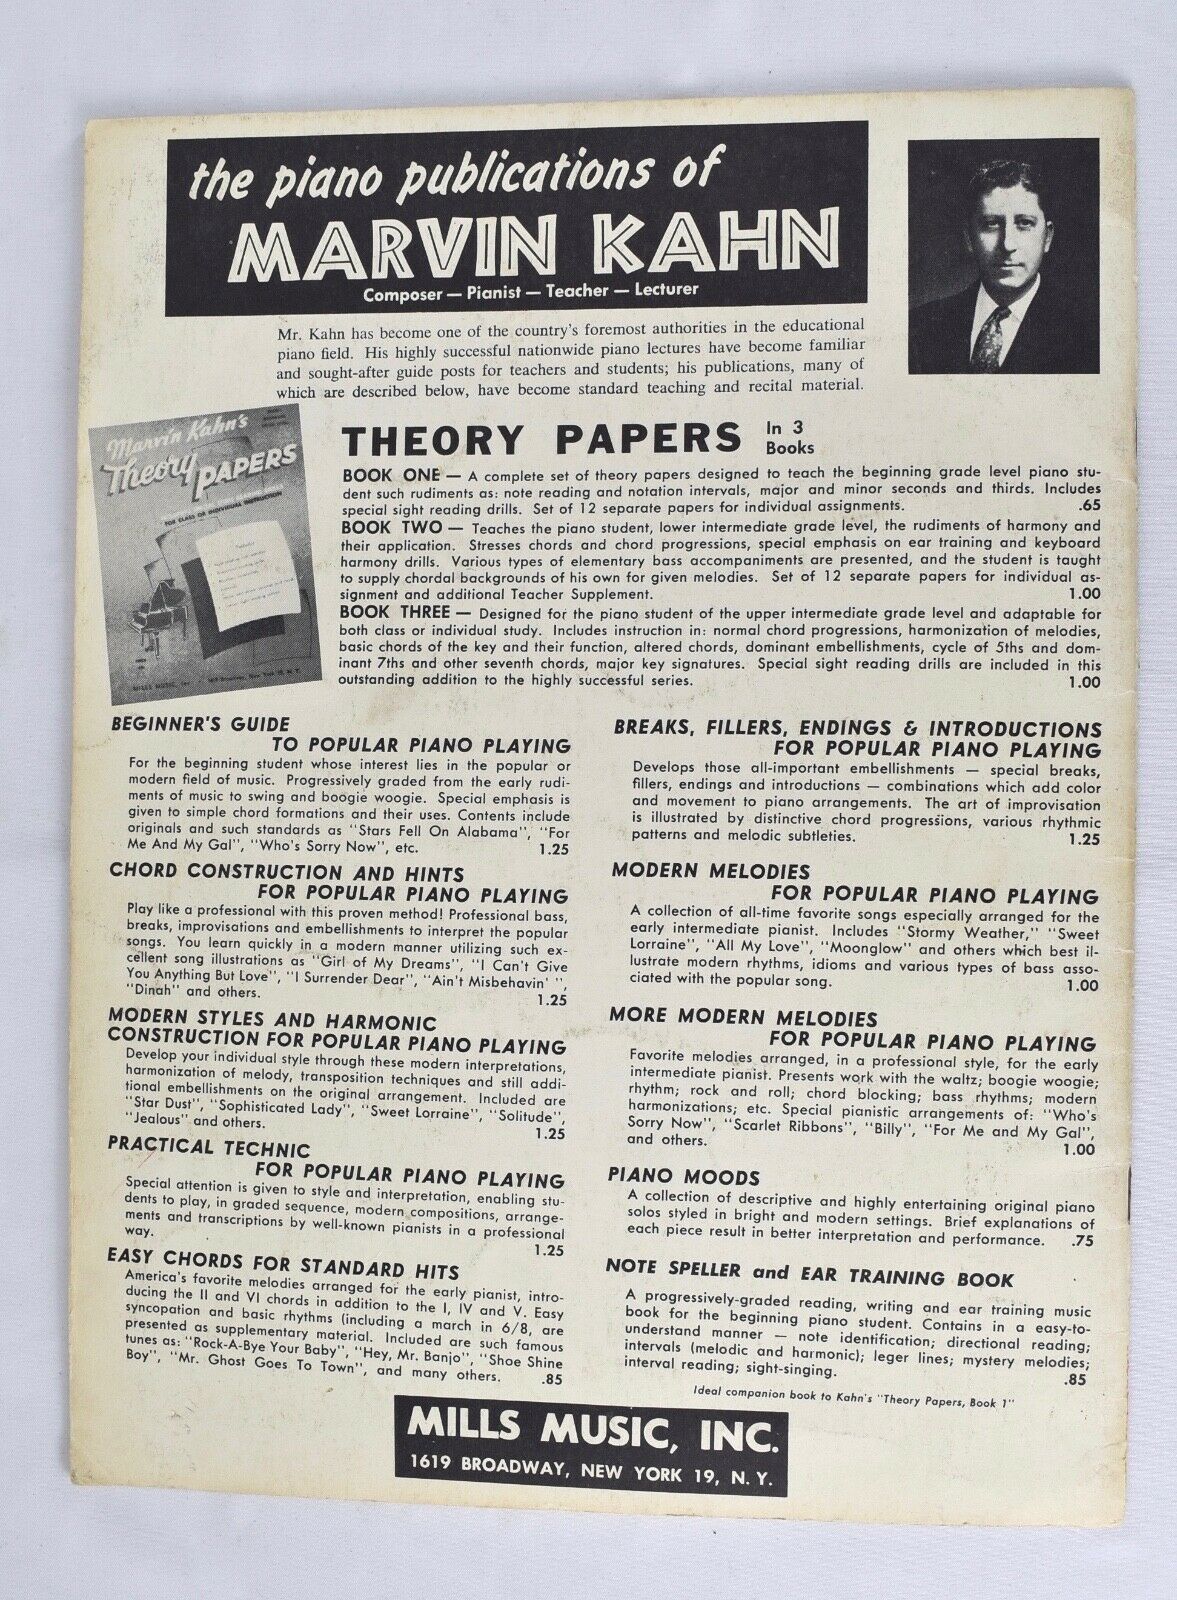 the piano publications of
MARVIN KAHN
Composer — Pianist — Teacher — Lecturer
Mr. Kahn has become one of the country's foremost authorities in the educational
piano field. His highly successful nationwide piano lectures have become familiar
and sought-after guide posts for teachers and students; his publications, many of
which are described below, have become standard teaching and recital material.
Marvin Kahn's
Theory PAPERS
FOR CLASS OR INDIVIDUAL INSTRUCTION
MILLS MUSIC, Inc.
THEORY PAPERS In 3
Books
BOOK ONE — A complete set of theory papers designed to teach the beginning grade level piano stu-
dent such rudiments as: note reading and notation intervals, major and minor seconds and thirds. Includes
special sight reading drills. Set of 12 separate papers for individual assignments. .65
BOOK TWO — Teaches the piano student, lower intermediate grade level, the rudiments of harmony and
their application. Stresses chords and chord progressions, special emphasis on ear training and keyboard
harmony drills. Various types of elementary bass accompaniments are presented, and the student is taught
to supply chordal backgrounds of his own for given melodies. Set of 12 separate papers for individual as-
signment and additional Teacher Supplement. 1.00
BOOK THREE — Designed for the piano student of the upper intermediate grade level and adaptable for
both class or individual study. Includes instruction in: normal chord progressions, harmonization of melodies,
basic chords of the key and their function, altered chords, dominant embellishments, cycle of 5ths and dom-
inant 7ths and other seventh chords, major key signatures. Special sight reading drills are included in this
outstanding addition to the highly successful series. 1.00
BEGINNER'S GUIDE
TO POPULAR PIANO PLAYING
For the beginning student whose interest lies in the popular or
modern field of music. Progressively graded from the early rudi-
ments of music to swing and boogie woogie. Special emphasis is
given to simple chord formations and their uses. Contents include
originals and such standards as "Stars Fell On Alabama", "For
Me And My Gal", "Who's Sorry Now", etc. 1.25
CHORD CONSTRUCTION AND HINTS
FOR POPULAR PIANO PLAYING
Play like a professional with this proven method! Professional bass,
breaks, improvisations and embellishments to interpret the popular
songs. You learn quickly in a modern manner utilizing such ex-
cellent song illustrations as "Girl of My Dreams", "I Can't Give
You Anything But Love", "I Surrender Dear", "Ain't Misbehavin' ",
"Dinah" and others. 1.25
MODERN STYLES AND HARMONIC
CONSTRUCTION FOR POPULAR PIANO PLAYING
Develop your individual style through these modern interpretations,
harmonization of melody, transposition techniques and still addi-
tional embellishments on the original arrangement. Included are
"Star Dust", "Sophisticated Lady", "Sweet Lorraine", "Solitude",
"Jealous" and others. 1.25
PRACTICAL TECHNIC
FOR POPULAR PIANO PLAYING
Special attention is given to style and interpretation, enabling stu-
dents to play, in graded sequence, modern compositions, arrange-
ments and transcriptions by well-known pianists in a professional
way. 1.25
EASY CHORDS FOR STANDARD HITS
America's favorite melodies arranged for the early pianist, intro-
ducing the II and VI chords in addition to the I, IV and V. Easy
syncopation and basic rhythms (including a march in 6/8, are
presented as supplementary material. Included are such famous
tunes as: "Rock-A-Bye Your Baby", "Hey, Mr. Banjo", "Shoe Shine
Boy", "Mr. Ghost Goes To Town", and many others. .85
BREAKS, FILLERS, ENDINGS & INTRODUCTIONS
FOR POPULAR PIANO PLAYING
Develops those all-important embellishments — special breaks,
fillers, endings and introductions — combinations which add color
and movement to piano arrangements. The art of improvisation
is illustrated by distinctive chord progressions, various rhythmic
patterns and melodic subtleties. 1.25
MODERN MELODIES
FOR POPULAR PIANO PLAYING
A collection of all-time favorite songs especially arranged for the
early intermediate pianist. Includes "Stormy Weather," "Sweet
Lorraine", "All My Love", "Moonglow" and others which best il-
lustrate modern rhythms, idioms and various types of bass asso-
ciated with the popular song. 1.00
MORE MODERN MELODIES
FOR POPULAR PIANO PLAYING
Favorite melodies arranged, in a professional style, for the early
intermediate pianist. Presents work with the waltz; boogie woogie;
rhythm; rock and roll; chord blocking; bass rhythms; modern
harmonizations; etc. Special pianistic arrangements of: "Who's
Sorry Now", "Scarlet Ribbons", "Billy", "For Me and My Gal",
and others. 1.00
PIANO MOODS
A collection of descriptive and highly entertaining original piano
solos styled in bright and modern settings. Brief explanations of
each piece result in better interpretation and performance. .75
NOTE SPELLER and EAR TRAINING BOOK
A progressively-graded reading, writing and ear training music
book for the beginning piano student. Contains in a easy-to-
understand manner — note identification; directional reading;
intervals (melodic and harmonic); leger lines; mystery melodies;
interval reading; sight-singing. .85
Ideal companion book to Kahn's "Theory Papers, Book 1"
MILLS MUSIC, INC.
1619 BROADWAY, NEW YORK 19, N. Y.